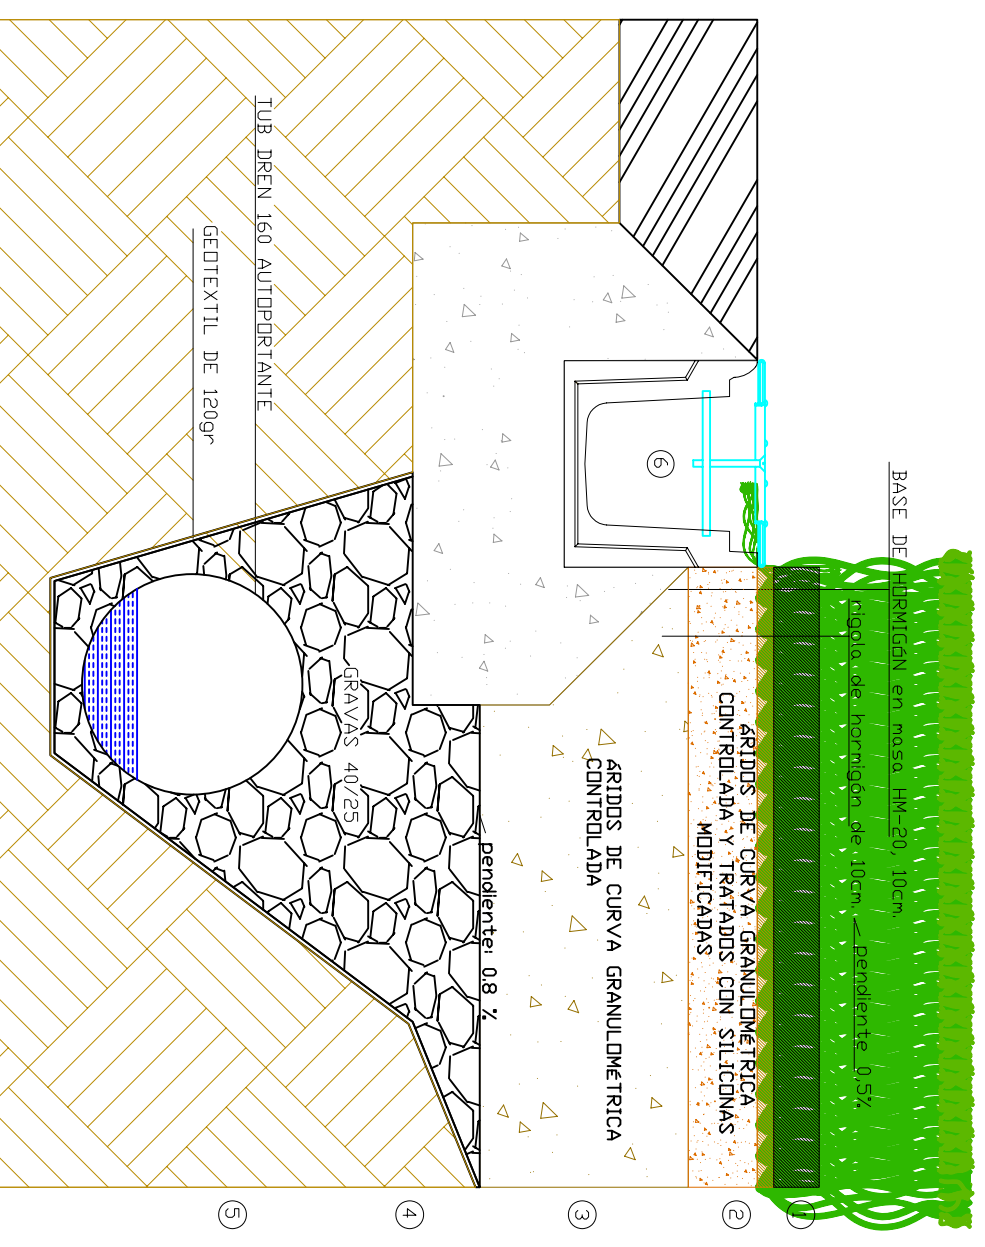 BASE DE HORMIGÓN en masa HM-20, 10cm.
rigola de hormigón de 10cm.
pendiente 0,5%
ÁRIDOS DE CURVA GRANULOMÉTRICA
CONTROLADA Y TRATADOS CON SILICONAS
MODIFICADAS
ÁRIDOS DE CURVA GRANULOMÉTRICA
CONTROLADA
pendiente: 0.8 %
GRAVAS 40/25
TUB DREN 160 AUTOPORTANTE
GEOTEXTIL DE 120gr
6
1
2
3
4
5